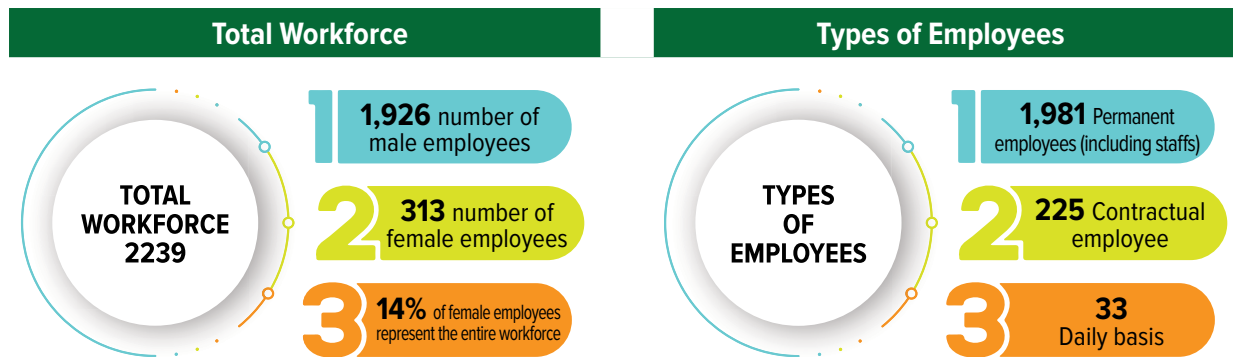 Total Workforce
TOTAL
WORKFORCE
2239
1
1,926 number of
male employees
2
313 number of
female employees
3
14% of female employees
represent the entire workforce
Types of Employees
TYPES
OF
EMPLOYEES
1
1,981 Permanent
employees (including staffs)
2
225 Contractual
employee
3
33
Daily basis